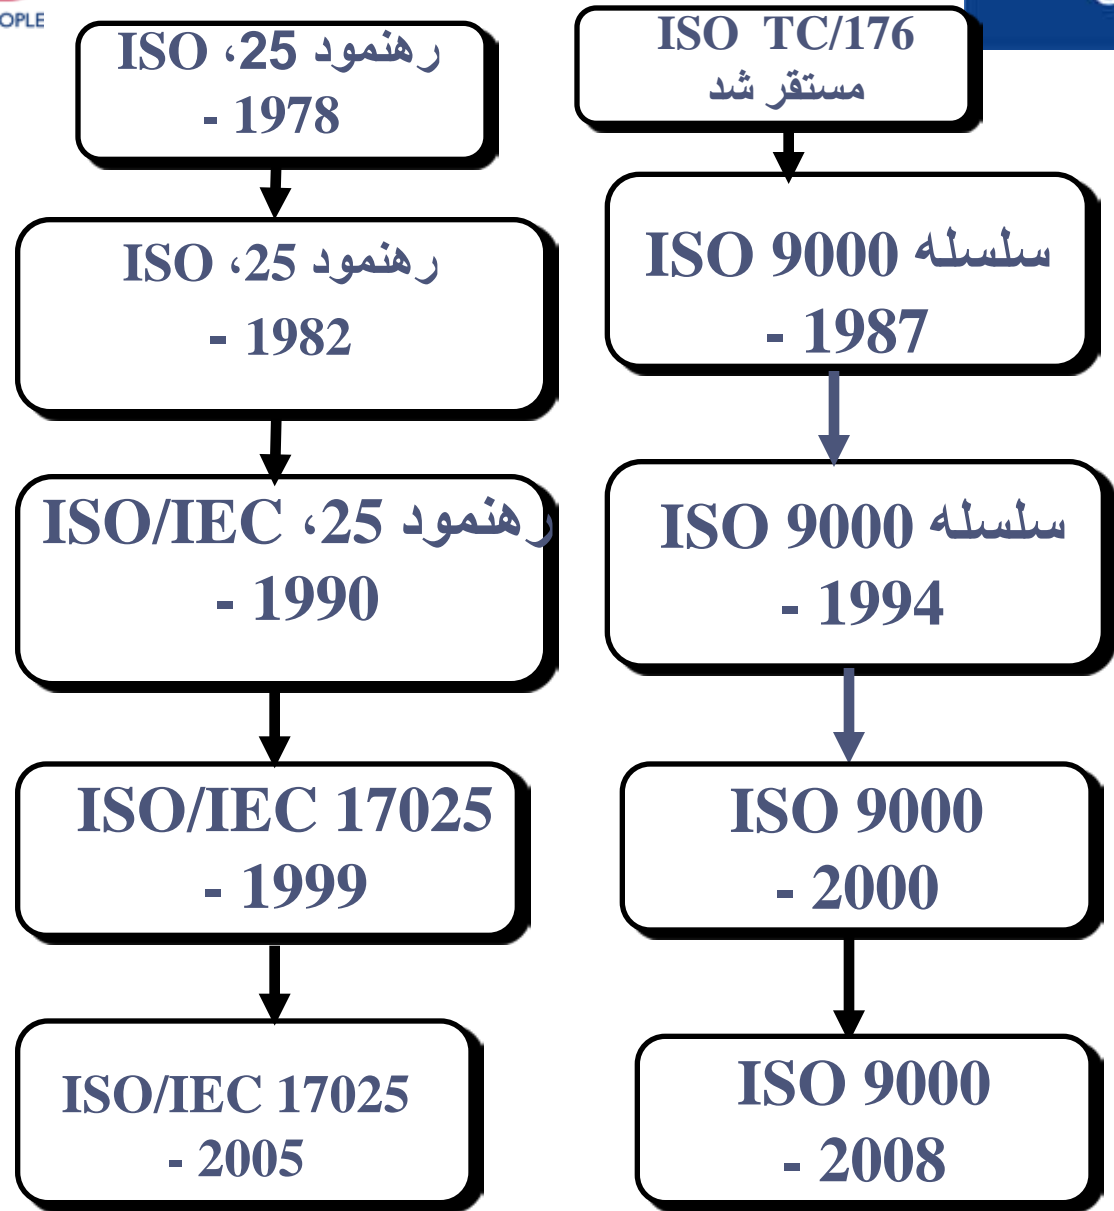 OPLE
رهنمود 25، ISO
- 1978
رهنمود 25، ISO
- 1982
رهنمود 25، ISO/IEC
- 1990
ISO/IEC 17025
- 1999
ISO/IEC 17025
- 2005
ISO TC/176
مستقر شد
سلسله ISO 9000
- 1987
سلسله ISO 9000
- 1994
ISO 9000
- 2000
ISO 9000
- 2008